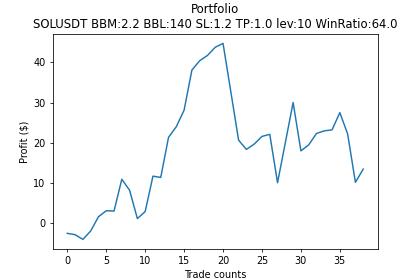 Portfolio
SOLUSDT BBM:2.2 BBL:140 SL:1.2 TP:1.0 lev:10 WinRatio:64.0
Profit ($)
40
30
20
10
0
0 5 10 15 20 25 30 35
Trade counts